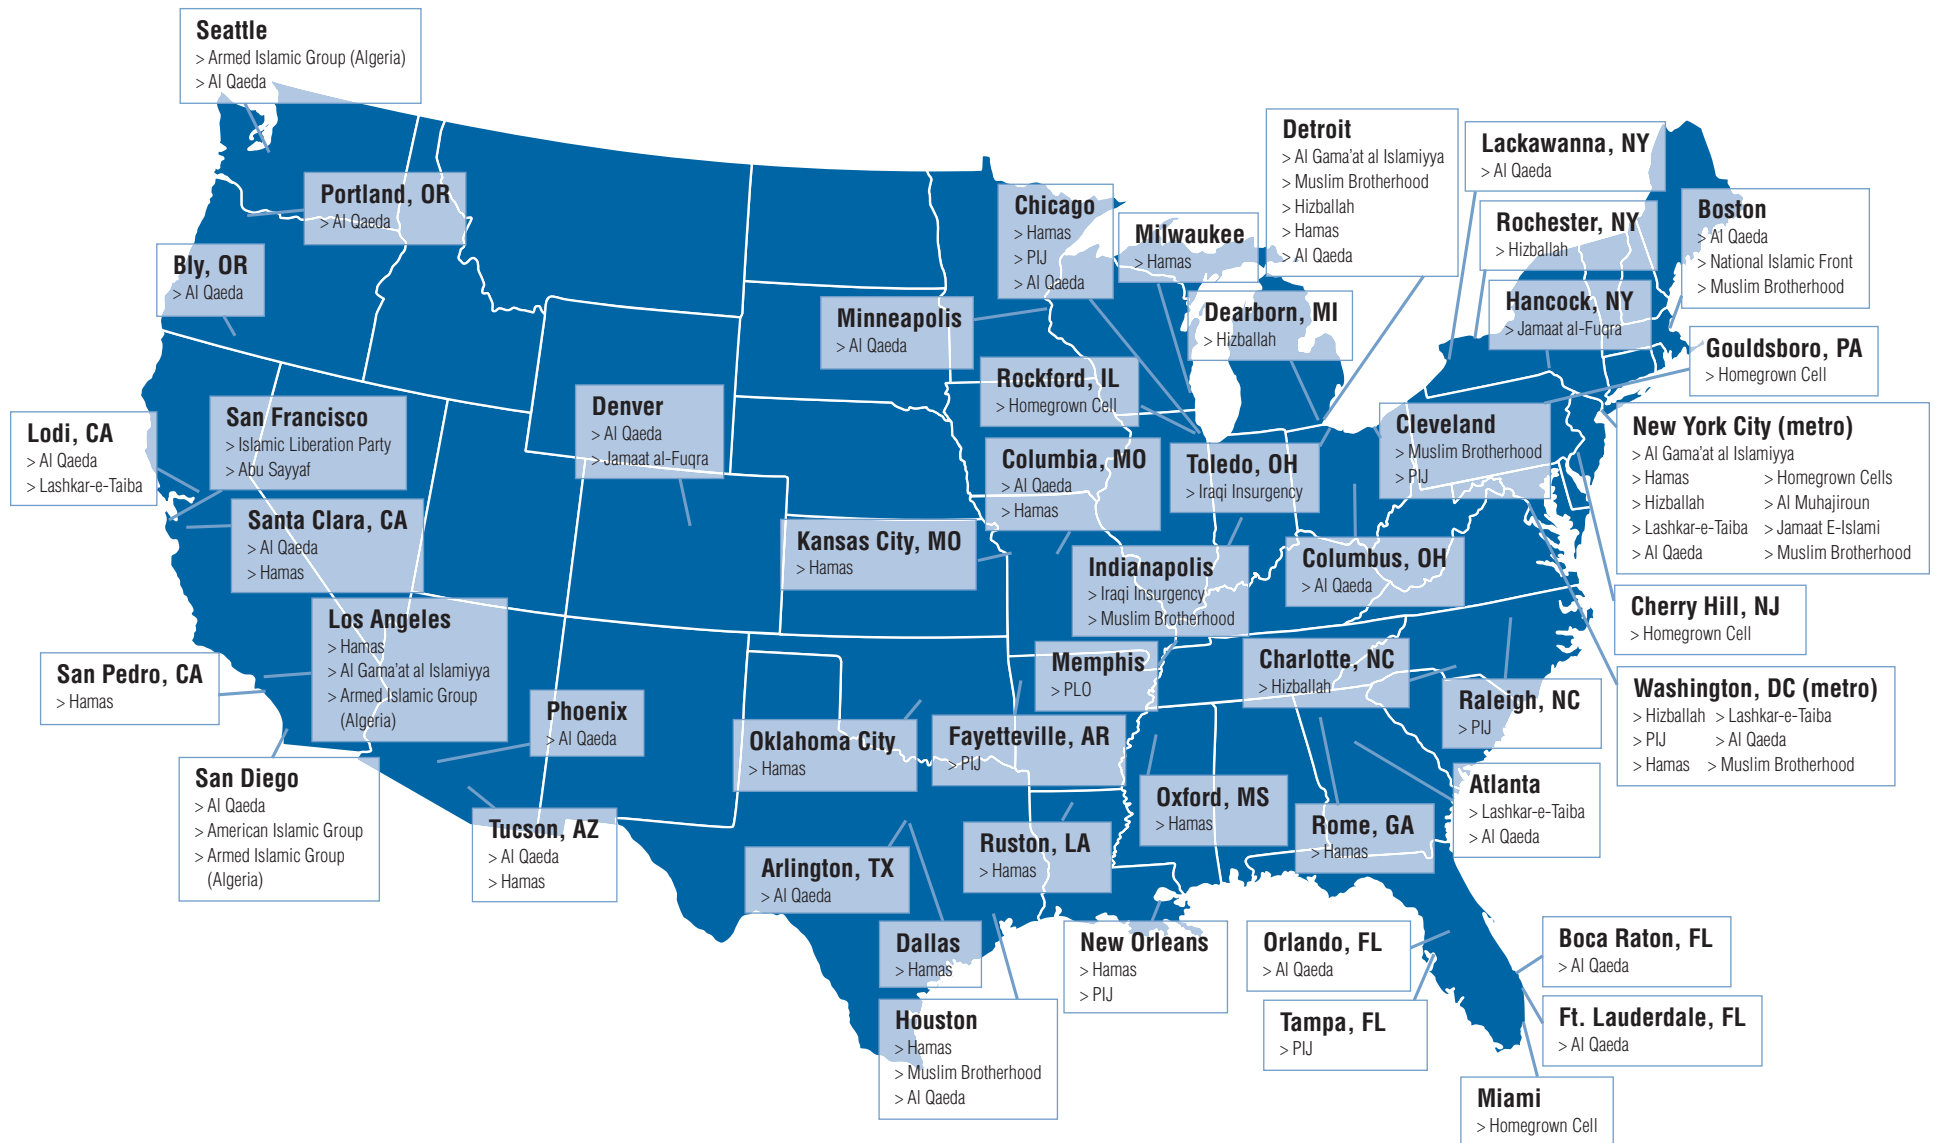 Seattle
> Armed Islamic Group (Algeria)
> Al Qaeda
Portland, OR
> Al Qaeda
Bly, OR
> Al Qaeda
Lodi, CA
> Al Qaeda
> Lashkar-e-Taiba
San Francisco
> Islamic Liberation Party
> Abu Sayyaf
Santa Clara, CA
> Al Qaeda
> Hamas
Los Angeles
> Hamas
> Al Gama'at al Islamiyya
> Armed Islamic Group
(Algeria)
San Pedro, CA
> Hamas
San Diego
> Al Qaeda
> American Islamic Group
> Armed Islamic Group
(Algeria)
Phoenix
> Al Qaeda
Tucson, AZ
> Al Qaeda
> Hamas
Denver
> Al Qaeda
> Jamaat al-Fuqra
Minneapolis
> Al Qaeda
Chicago
> Hamas
> PIJ
> Al Qaeda
Milwaukee
> Hamas
Detroit
> Al Gama'at al Islamiyya
> Muslim Brotherhood
> Hizballah
> Hamas
> Al Qaeda
Dearborn, MI
> Hizballah
Rockford, IL
> Homegrown Cell
Columbia, MO
> Al Qaeda
> Hamas
Kansas City, MO
> Hamas
Toledo, OH
> Iraqi Insurgency
Indianapolis
> Iraqi Insurgency
> Muslim Brotherhood
Cleveland
> Muslim Brotherhood
> PIJ
Columbus, OH
> Al Qaeda
Lackawanna, NY
> Al Qaeda
Rochester, NY
> Hizballah
Hancock, NY
> Jamaat al-Fuqra
Boston
> Al Qaeda
> National Islamic Front
> Muslim Brotherhood
Gouldsboro, PA
> Homegrown Cell
New York City (metro)
> Al Gama'at al Islamiyya
> Hamas > Homegrown Cells
> Hizballah > Al Muhajiroun
> Lashkar-e-Taiba > Jamaat E-Islami
> Al Qaeda > Muslim Brotherhood
Cherry Hill, NJ
> Homegrown Cell
Washington, DC (metro)
> Hizballah > Lashkar-e-Taiba
> PIJ > Al Qaeda
> Hamas > Muslim Brotherhood
Memphis
> PLO
Charlotte, NC
> Hizballah
Raleigh, NC
> PIJ
Oklahoma City
> Hamas
Fayetteville, AR
> PIJ
Oxford, MS
> Hamas
Rome, GA
> Hamas
Atlanta
> Lashkar-e-Taiba
> Al Qaeda
Arlington, TX
> Al Qaeda
Ruston, LA
> Hamas
Dallas
> Hamas
Houston
> Hamas
> Muslim Brotherhood
> Al Qaeda
New Orleans
> Hamas
> PIJ
Orlando, FL
> Al Qaeda
Tampa, FL
> PIJ
Boca Raton, FL
> Al Qaeda
Ft. Lauderdale, FL
> Al Qaeda
Miami
> Homegrown Cell